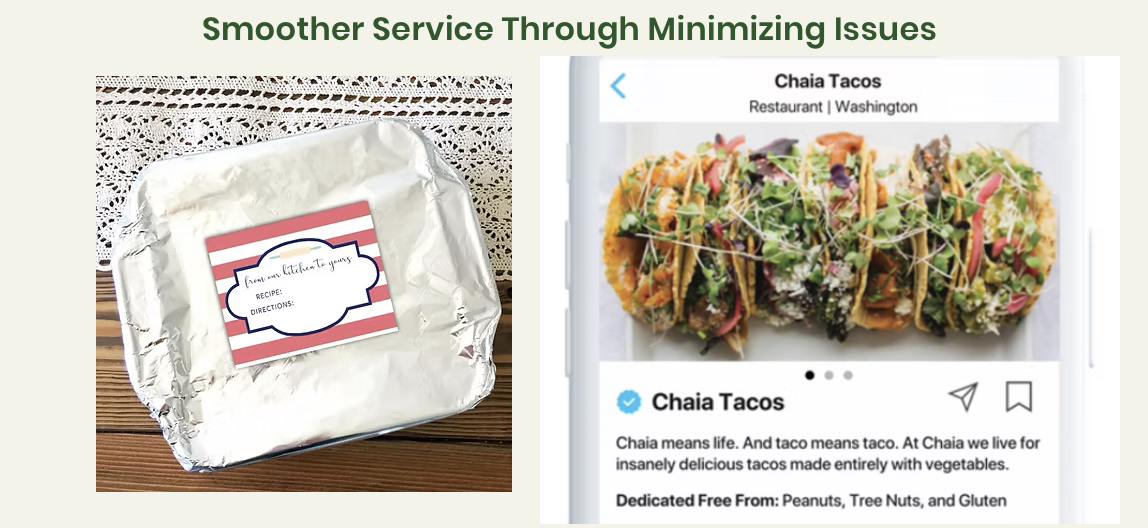 Smoother Service Through Minimizing Issues
from our kitchen to yours
RECIPE:
DIRECTIONS:
Chaia Tacos
Restaurant | Washington
Chaia Tacos
Chaia means life. And taco means taco. At Chaia we live for
insanely delicious tacos made entirely with vegetables.
Dedicated Free From: Peanuts, Tree Nuts, and Gluten